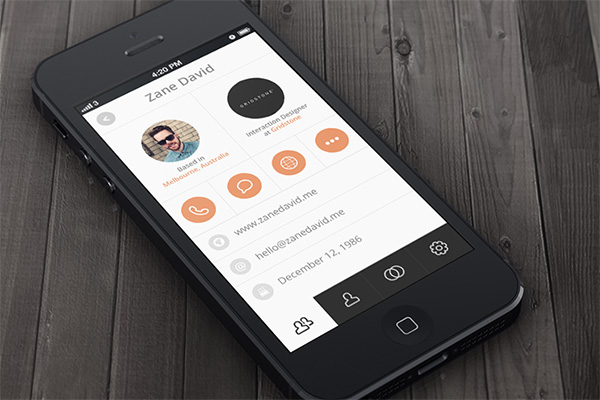 3
4:20 PM
Zane David
GRIDSTONE
Based in
Melbourne, Australia
Interaction Designer
at Gridstone
www.zanedavid.me
hello@zanedavid.me
@
December 12, 1986